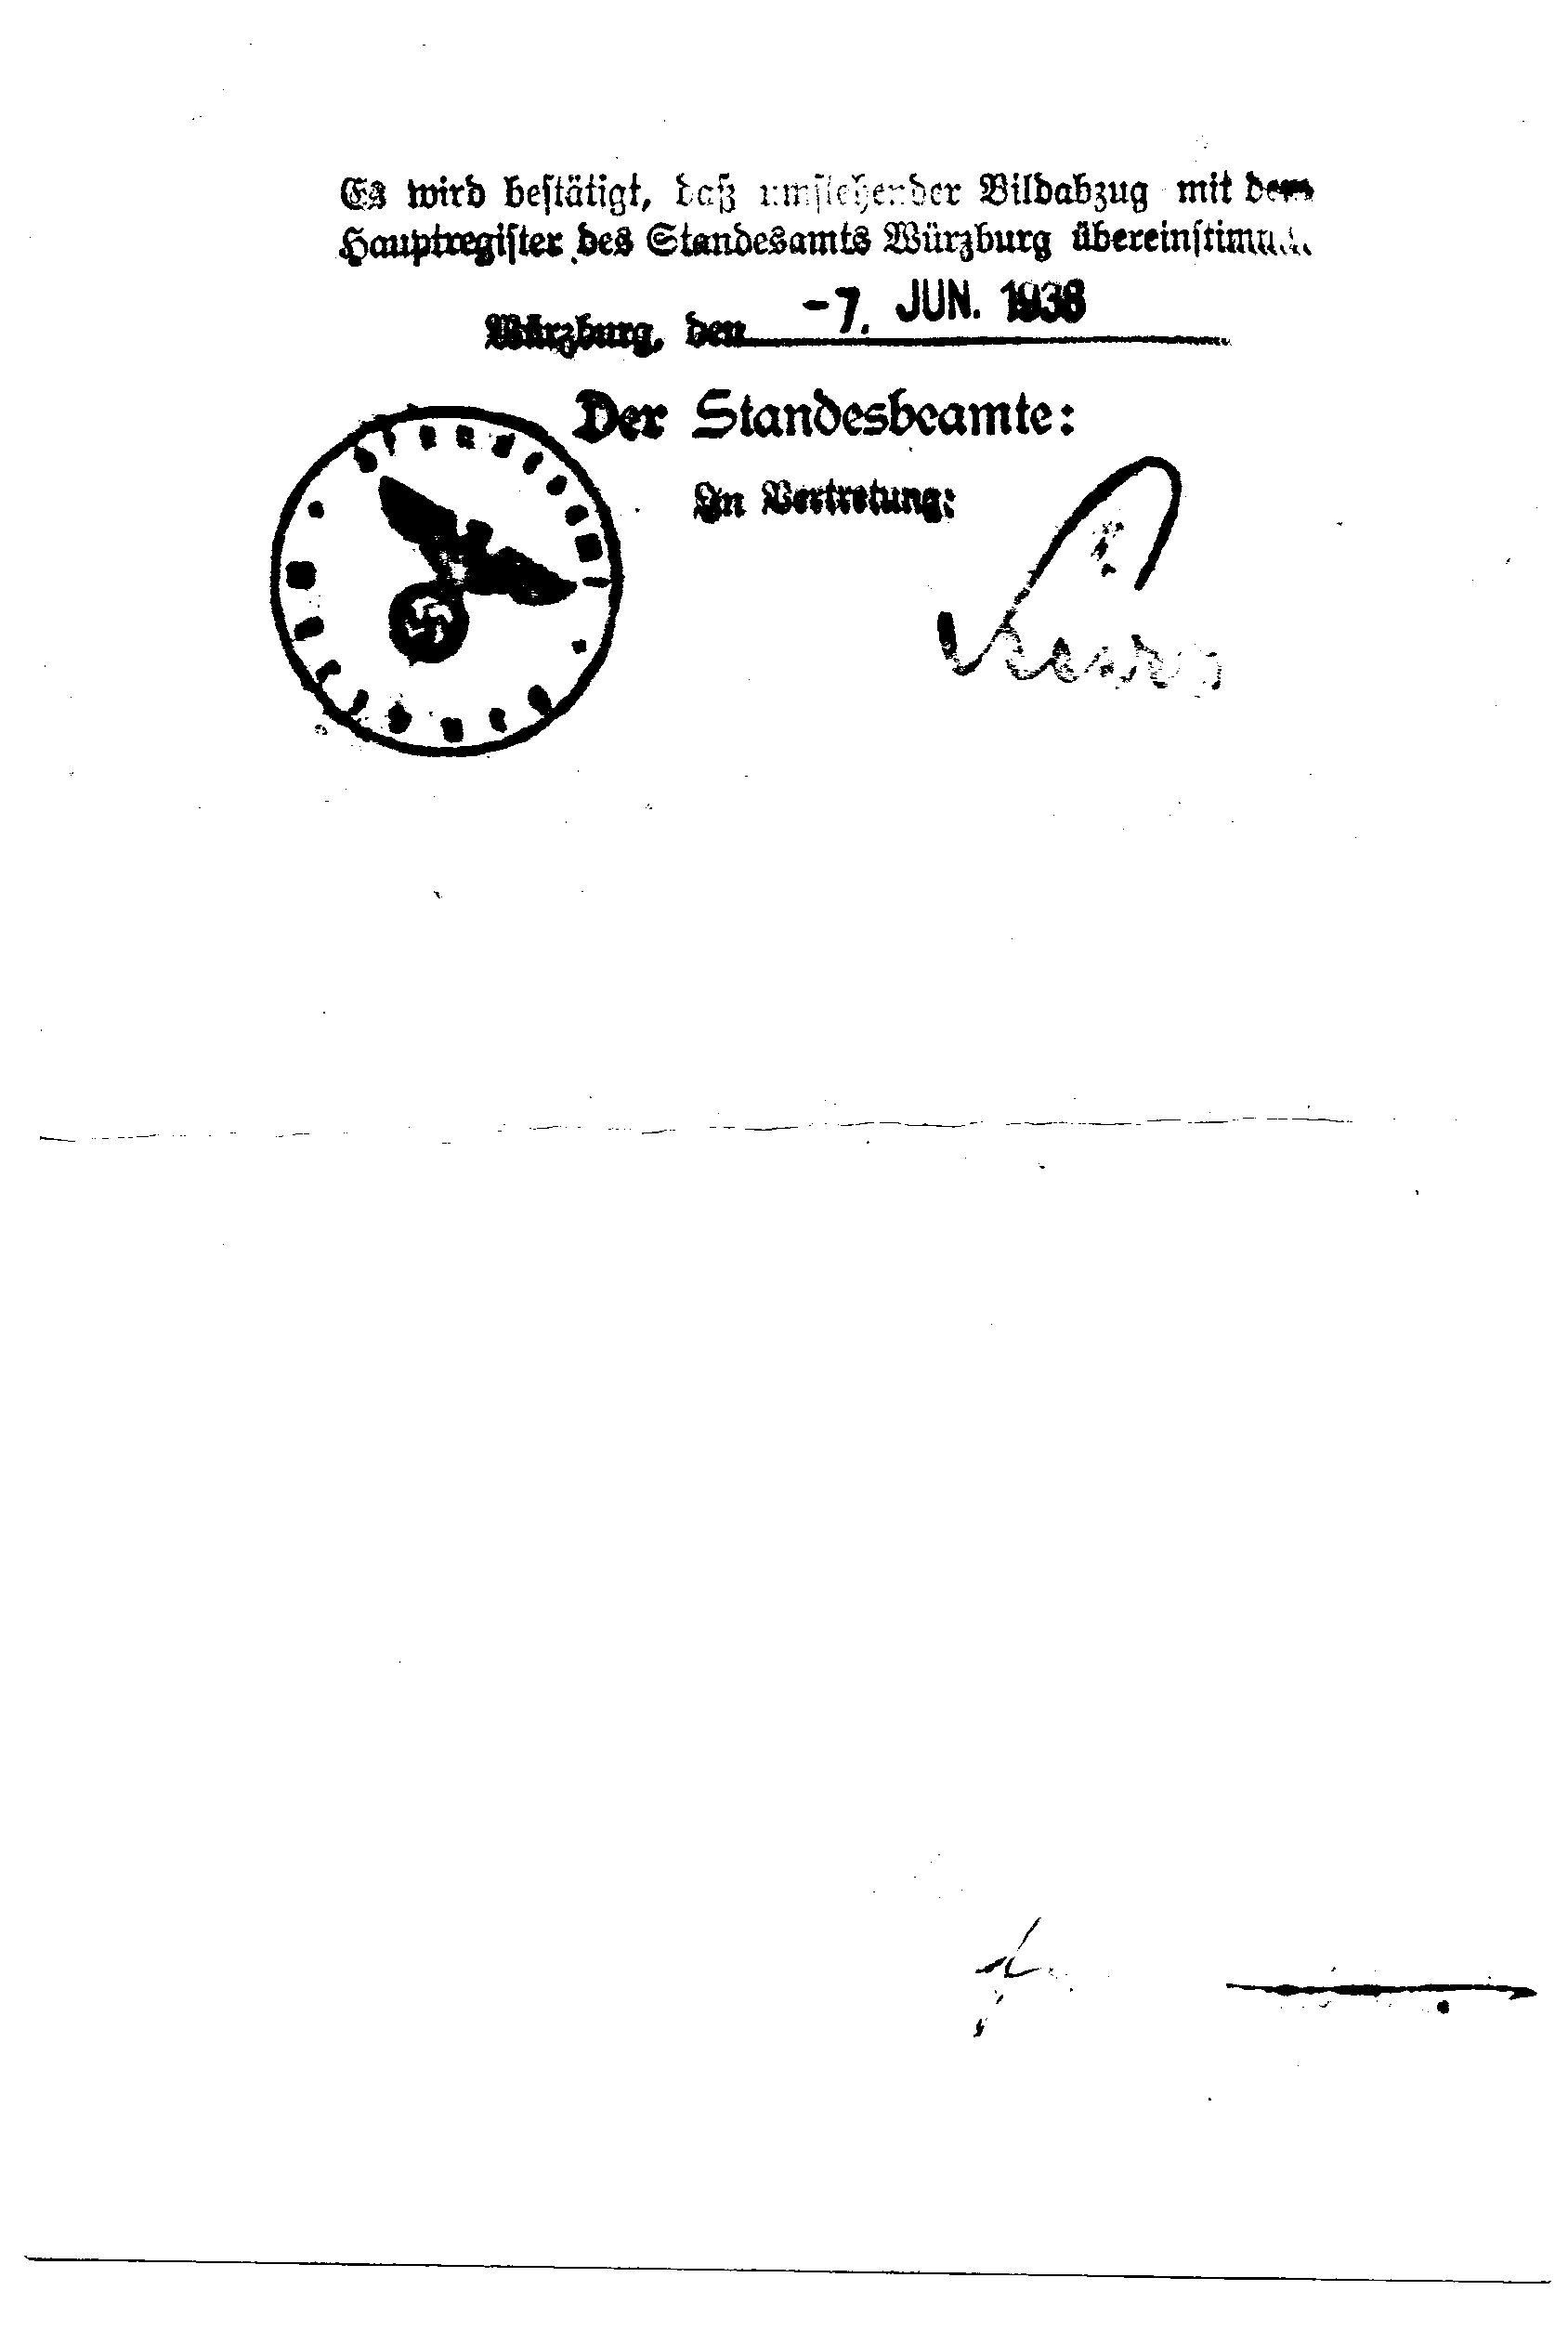 Es wird bestätigt, daß umstehender Bildabzug mit dem
Hauptregister des Standesamts Würzburg übereinstimmt.
Würzburg, den -7. JUN. 1938
Der Standesbeamte:
In Vertretung: